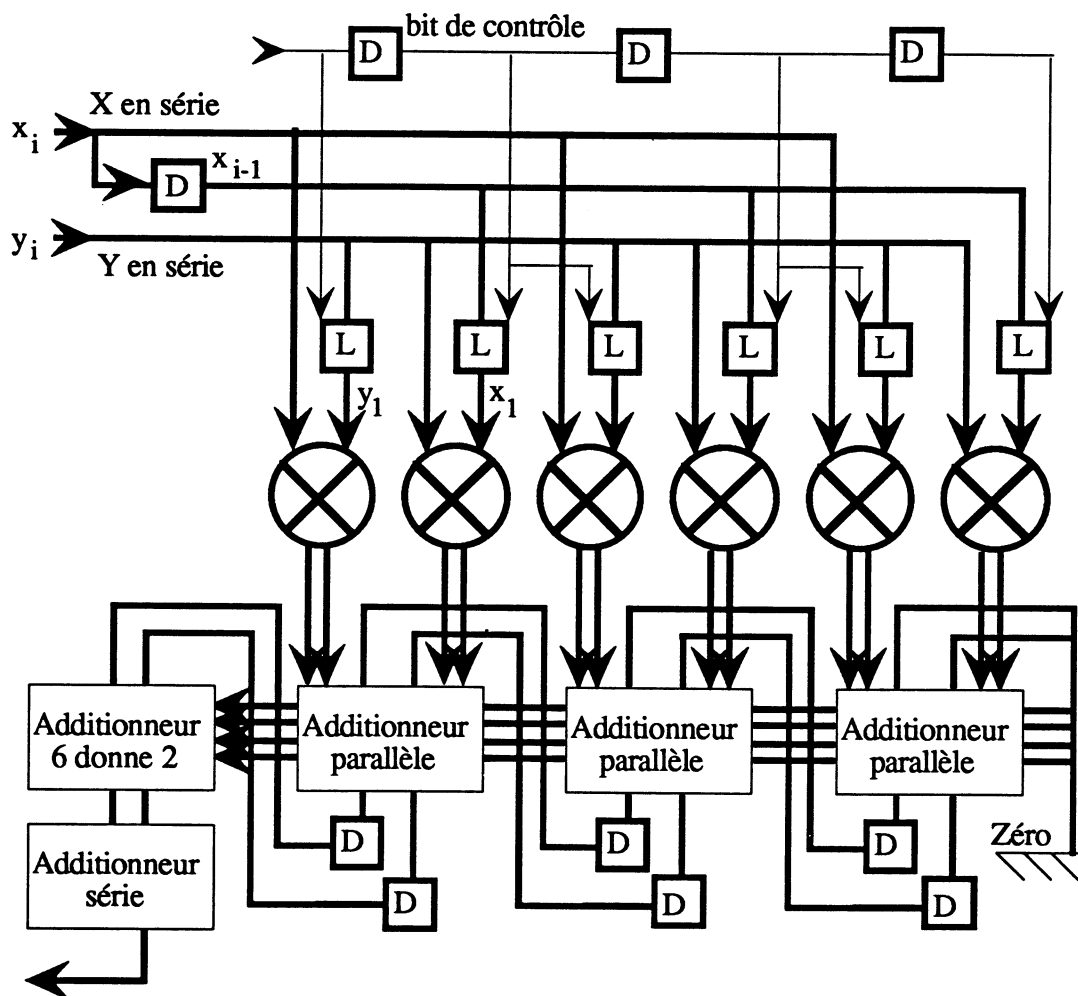 bit de contrôle
D D D
X en série
x i
D x i-1
y i
Y en série
L L L L L L
y 1 x 1
Additionneur
6 donne 2
Additionneur
parallèle
Additionneur
parallèle
Additionneur
parallèle
D D D
Zéro
D D D
Additionneur
série